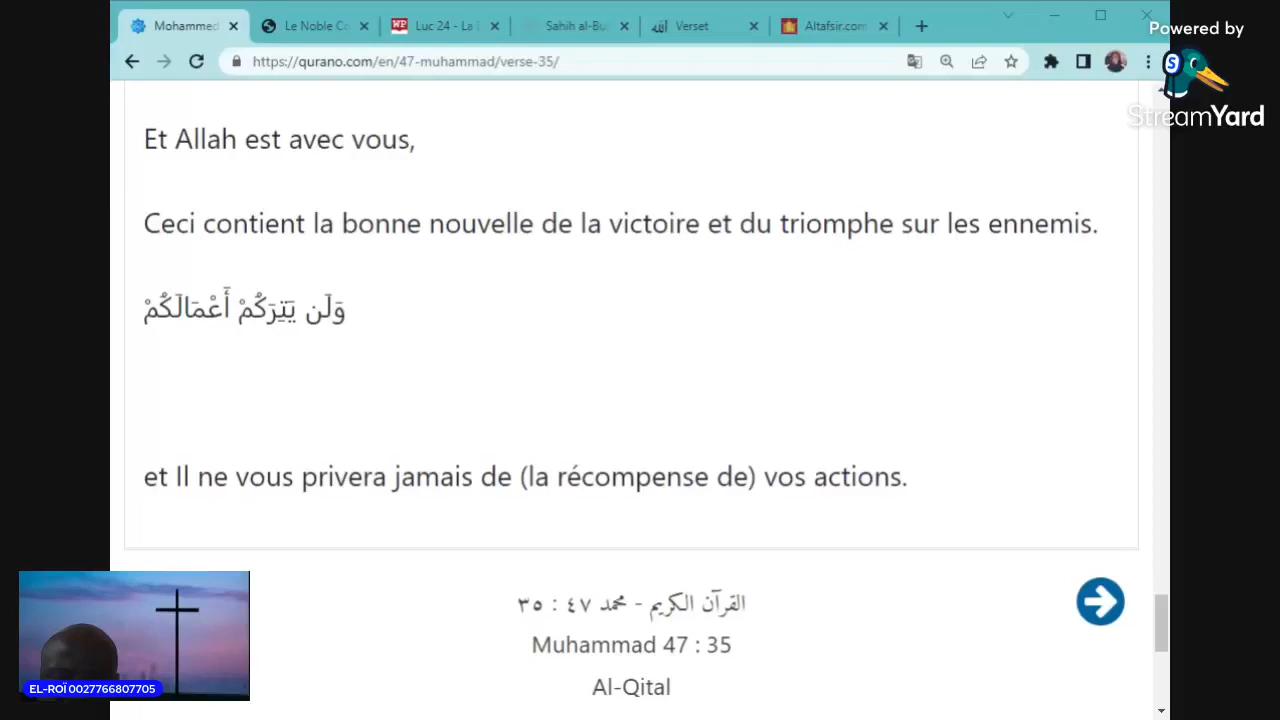 Mohammed
Le Noble Co
Luc 24 - La
Sahih al-Bu
Verset
Altafsir.com
Powered by
https://qurano.com/en/47-muhammad/verse-35/
StreamYard
Et Allah est avec vous,
Ceci contient la bonne nouvelle de la victoire et du triomphe sur les ennemis.
وَلَن يَتِرَكُمْ أَعْمَالَكُمْ
et Il ne vous privera jamais de (la récompense de) vos actions.
القرآن الكريم - محمد ٤٧ : ٣٥
Muhammad 47 : 35
Al-Qital
EL-ROÏ 0027766807705